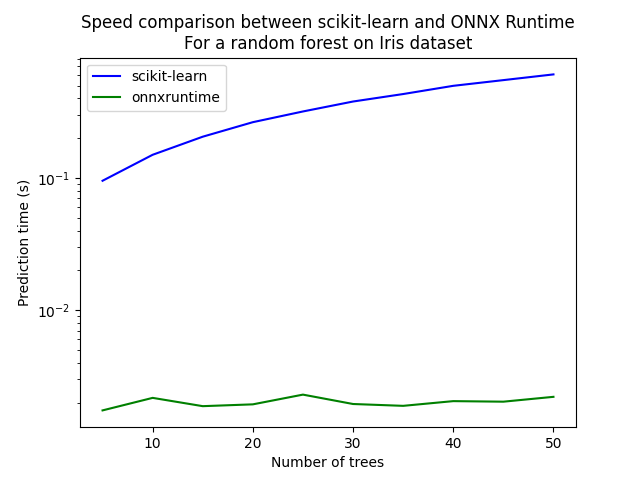 Speed comparison between scikit-learn and ONNX Runtime
For a random forest on Iris dataset
scikit-learn
onnxruntime
Prediction time (s)
10⁻¹
10⁻²
10 20 30 40 50
Number of trees